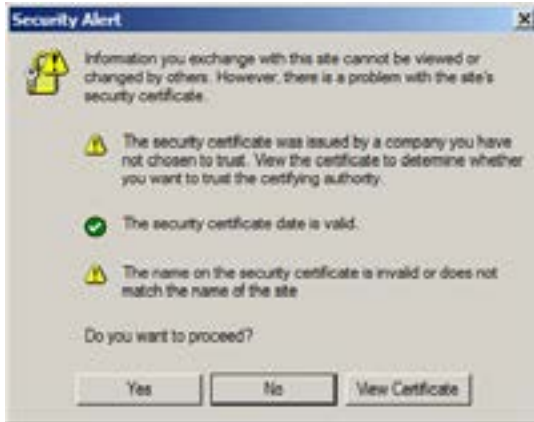 Security Alert
Information you exchange with this site cannot be viewed or
changed by others. However, there is a problem with the site's
security certificate.
The security certificate was issued by a company you have
not chosen to trust. View the certificate to determine whether
you want to trust the certifying authority.
The security certificate date is valid.
The name on the security certificate is invalid or does not
match the name of the site
Do you want to proceed?
Yes
No
View Certificate